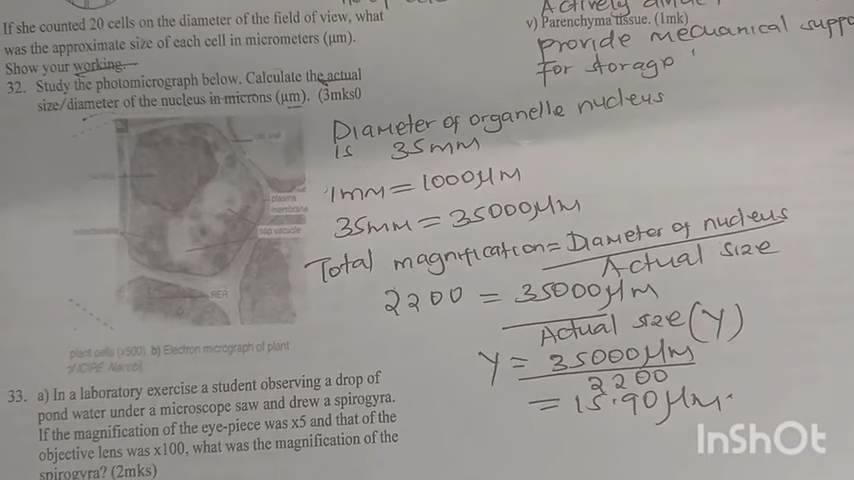 If she counted 20 cells on the diameter of the field of view, what
was the approximate size of each cell in micrometers (µm).
Show your working.
32. Study the photomicrograph below. Calculate the actual
size/diameter of the nucleus in microns (µm). (3mks0
plasma
membrane
sap vacuole
RER
plant cells (x500) b) Electron micrograph of plant
of ICIPE Nairobi
33. a) In a laboratory exercise a student observing a drop of
pond water under a microscope saw and drew a spirogyra.
If the magnification of the eye-piece was x5 and that of the
objective lens was x100, what was the magnification of the
spirogyra? (2mks)
Actively
v) Parenchyma tissue. (1mk)
provide mechanical suppo
for storage
Diameter of organelle nucleus
is 35mm
1mm = 1000µm
35mm = 35000µm
Total magnification = Diameter of nucleus
Actual size
2200 = 35000µm
Actual size (Y)
Y = 35000µm
2200
= 15.90µm.
InShOt